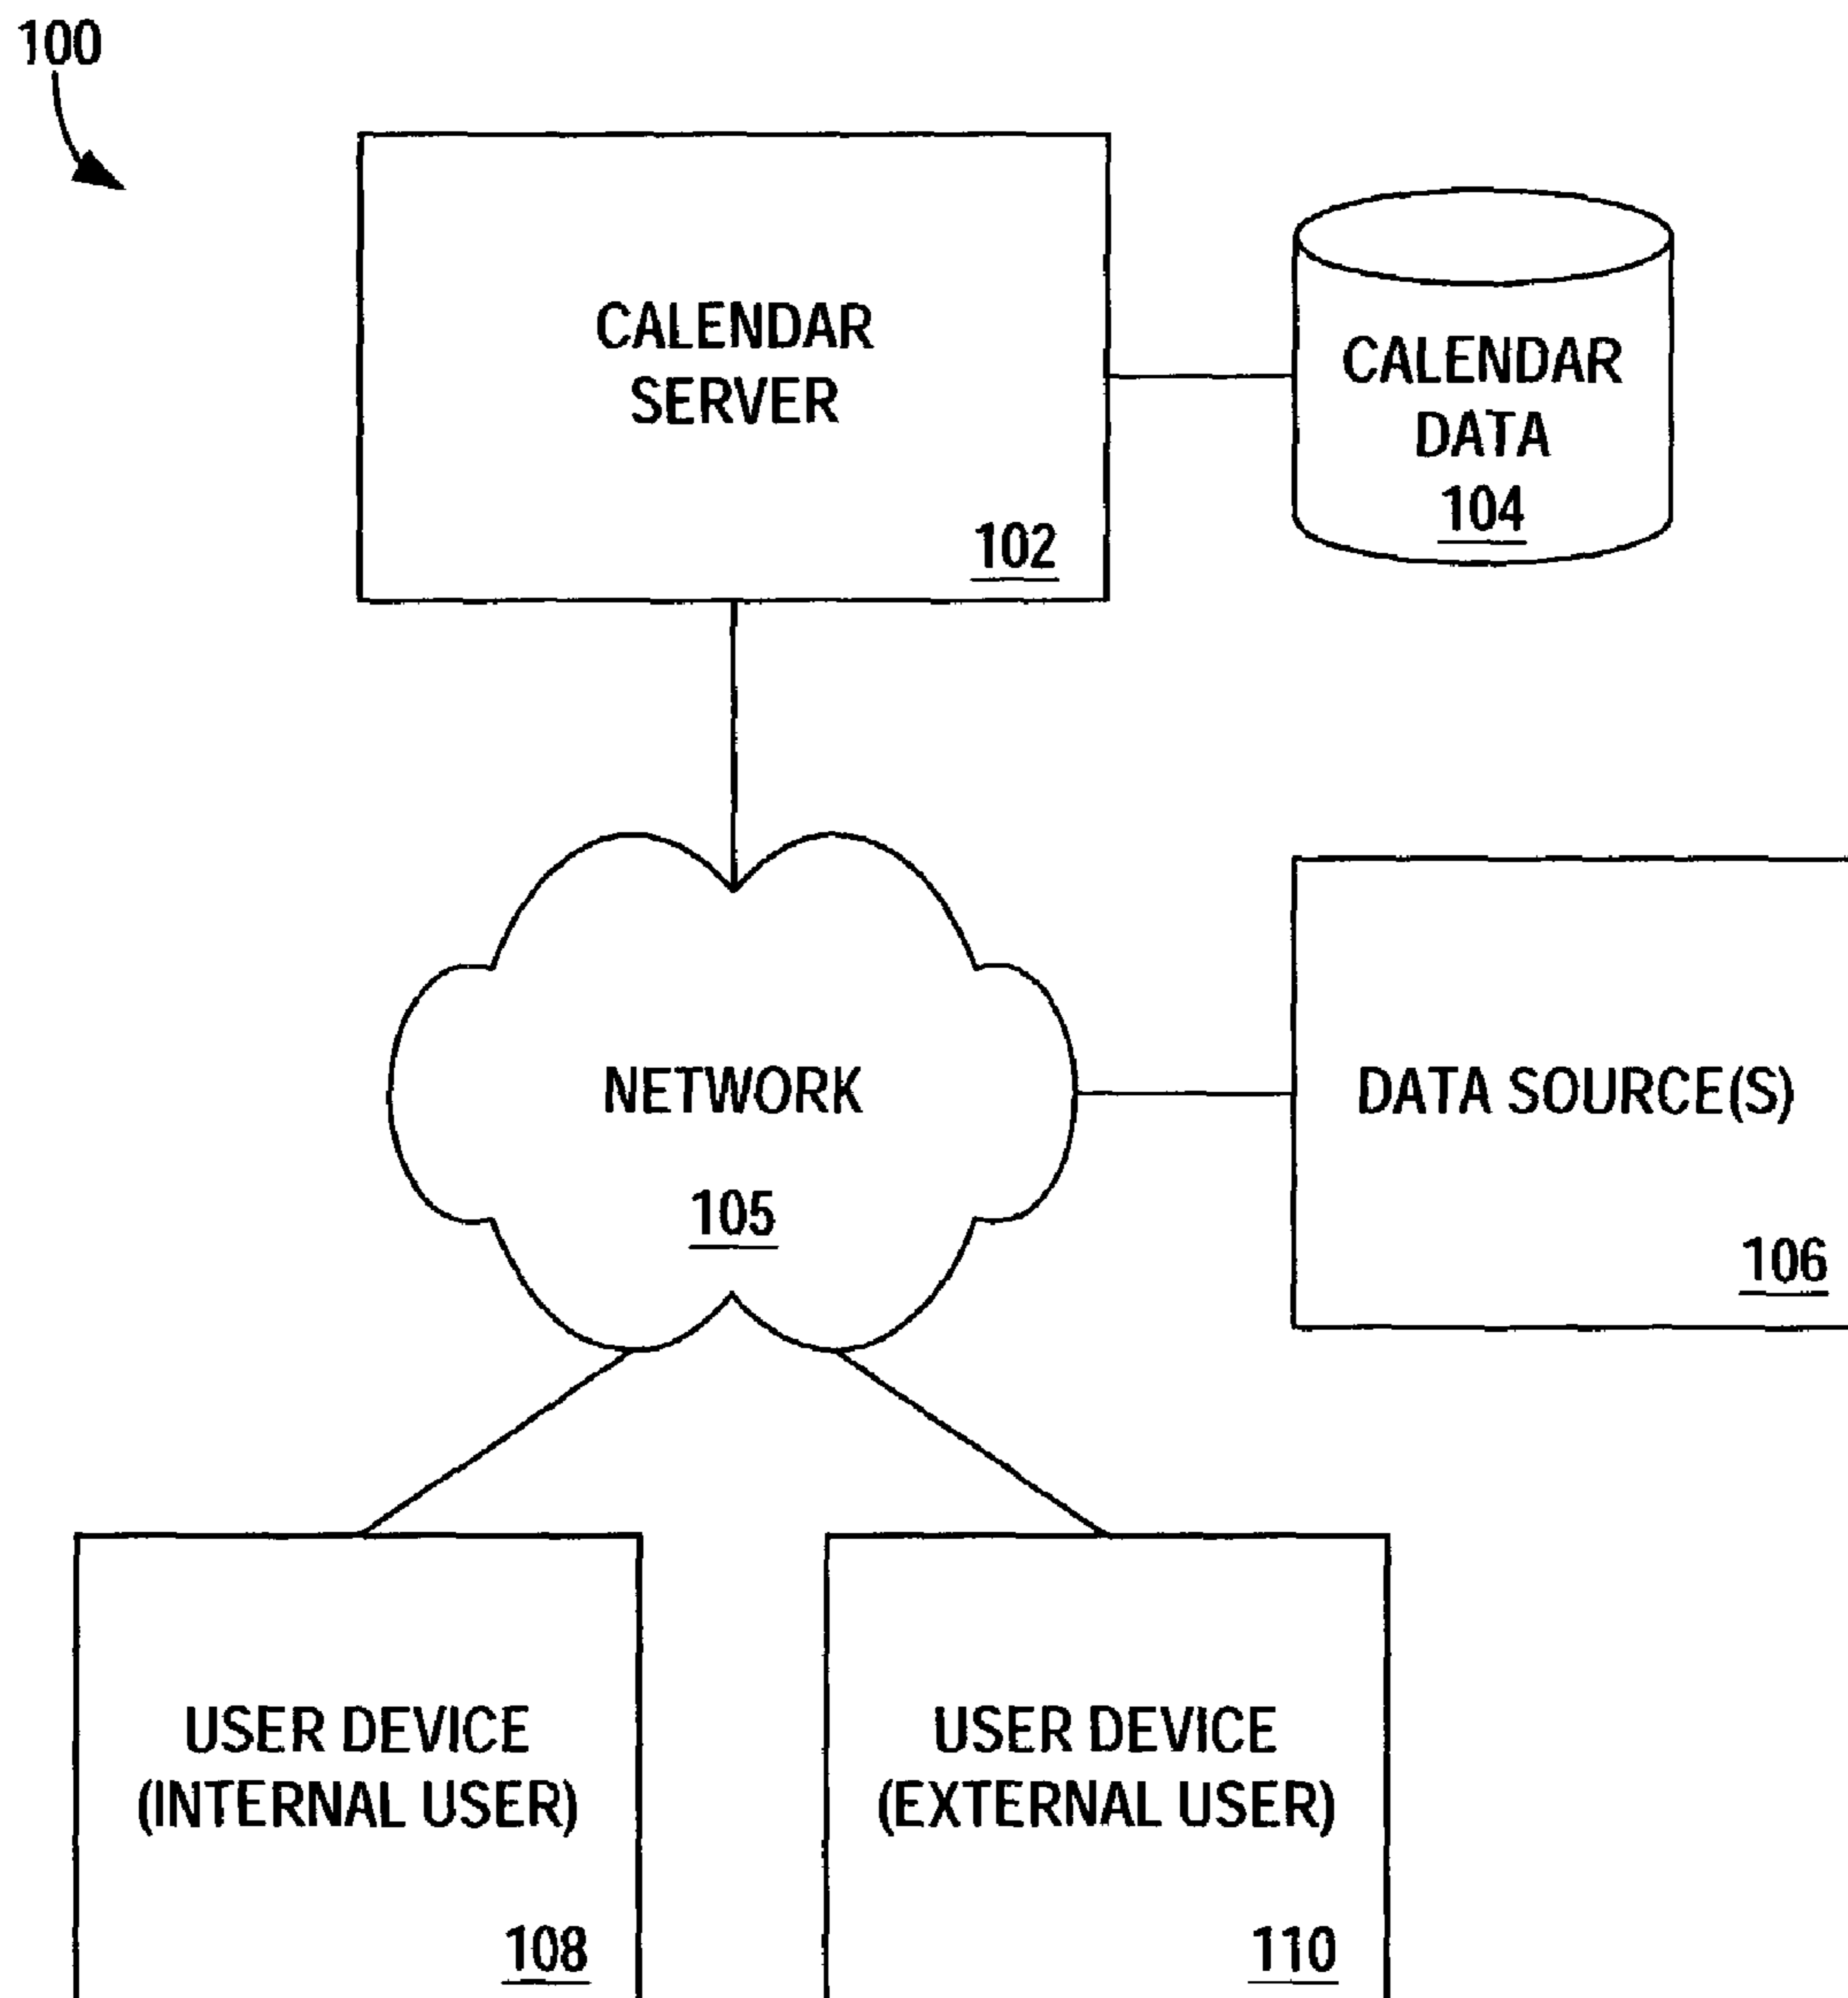 100
CALENDAR
SERVER
102
CALENDAR
DATA
104
NETWORK
105
DATA SOURCE(S)
106
USER DEVICE
(INTERNAL USER)
108
USER DEVICE
(EXTERNAL USER)
110